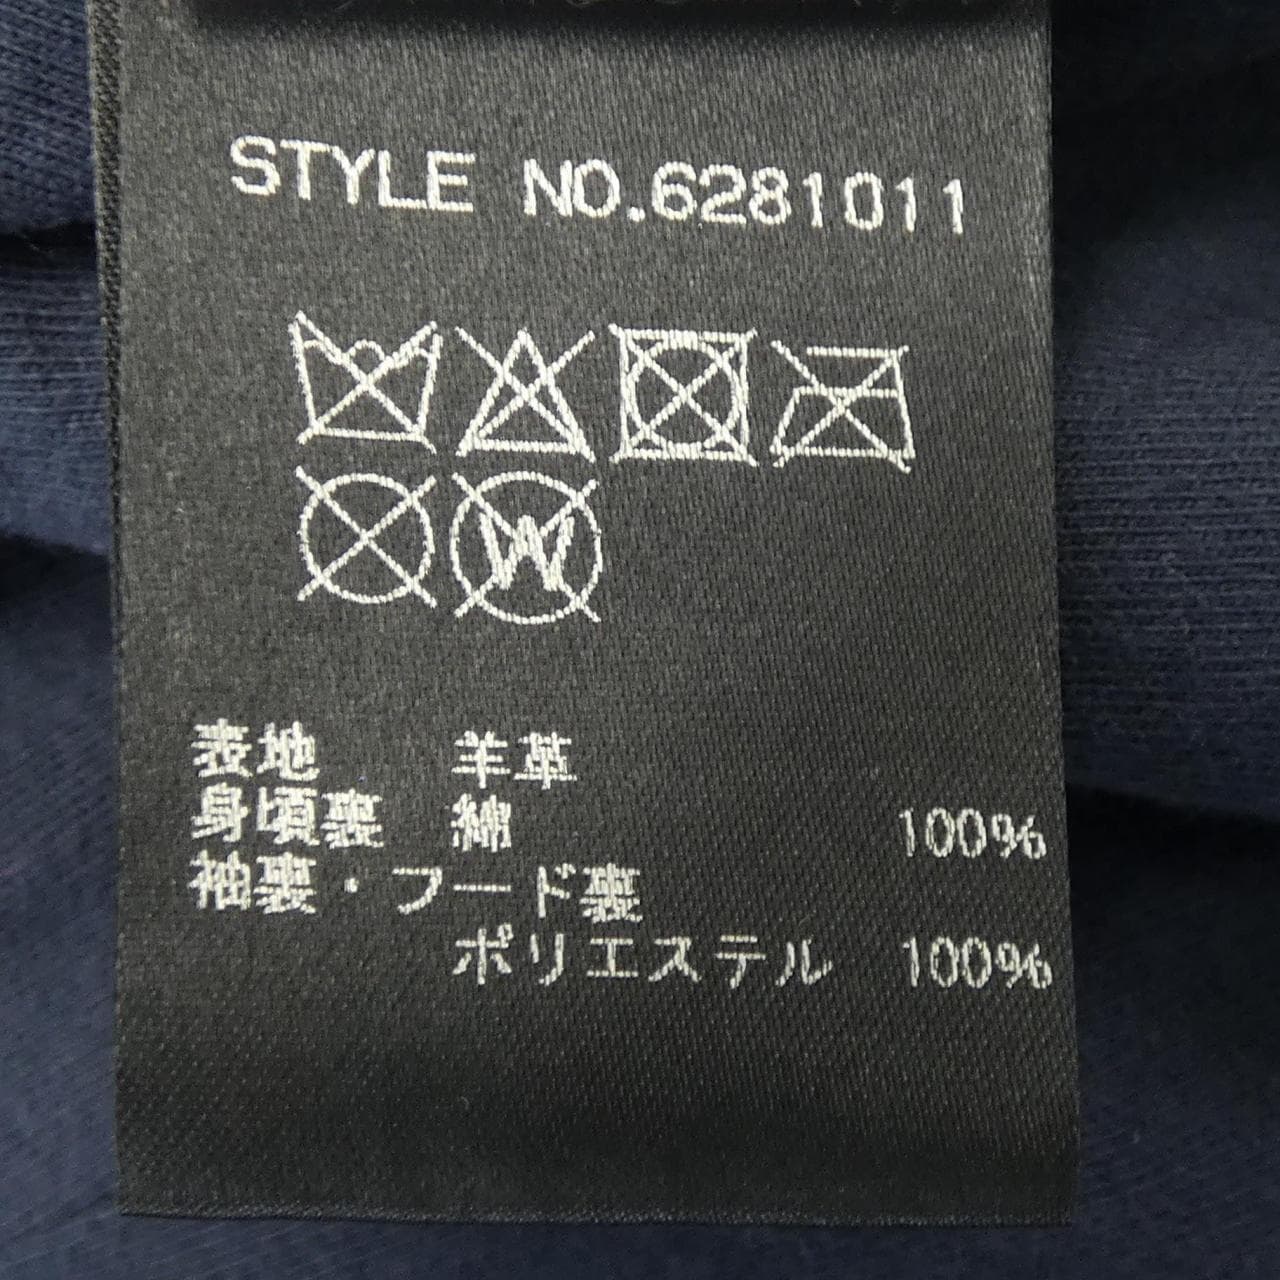 STYLE NO.6281011
W
表地 羊革
身頃裏 綿 100%
袖裏・フード裏
ポリエステル 100%